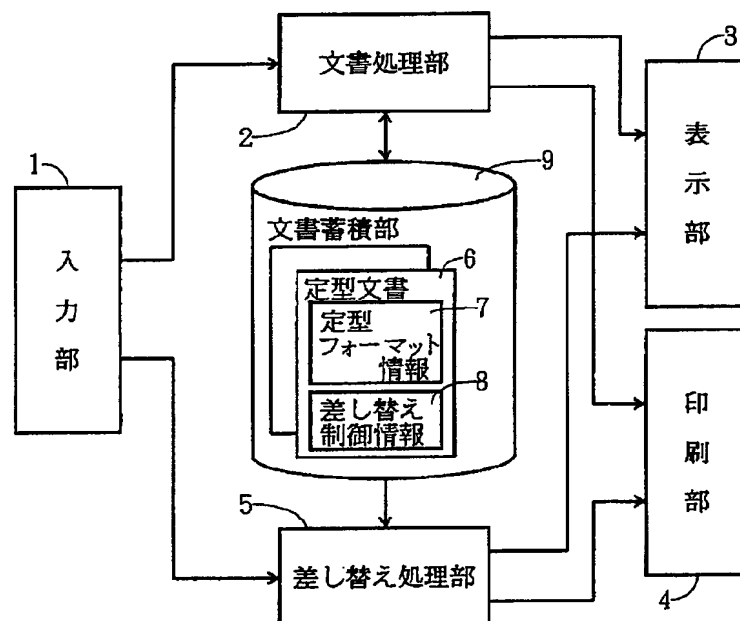 文書処理部
2
3
表示部
1
入力部
9
文書蓄積部
6
定型文書
7
定型
フォーマット
情報
8
差し替え
制御情報
印刷部
4
5
差し替え処理部